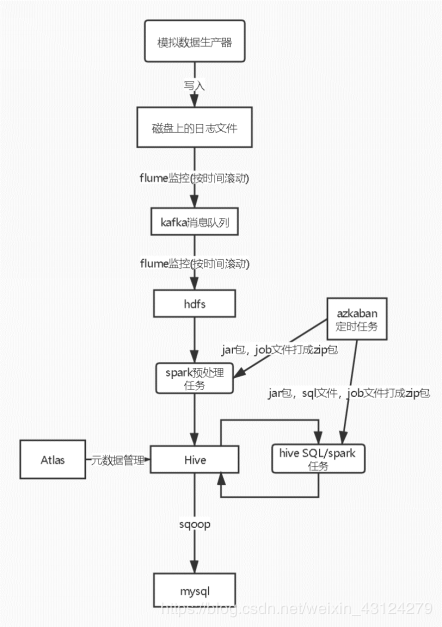 模拟数据生产器
写入
磁盘上的日志文件
flume监控(按时间滚动)
kafka消息队列
flume监控(按时间滚动)
hdfs
azkaban
定时任务
jar包，job文件打成zip包
spark预处理
任务
jar包，sql文件，job文件打成zip包
Atlas
元数据管理
Hive
hive SQL/spark
任务
sqoop
mysql
https://blog.csdn.net/weixin_43124279